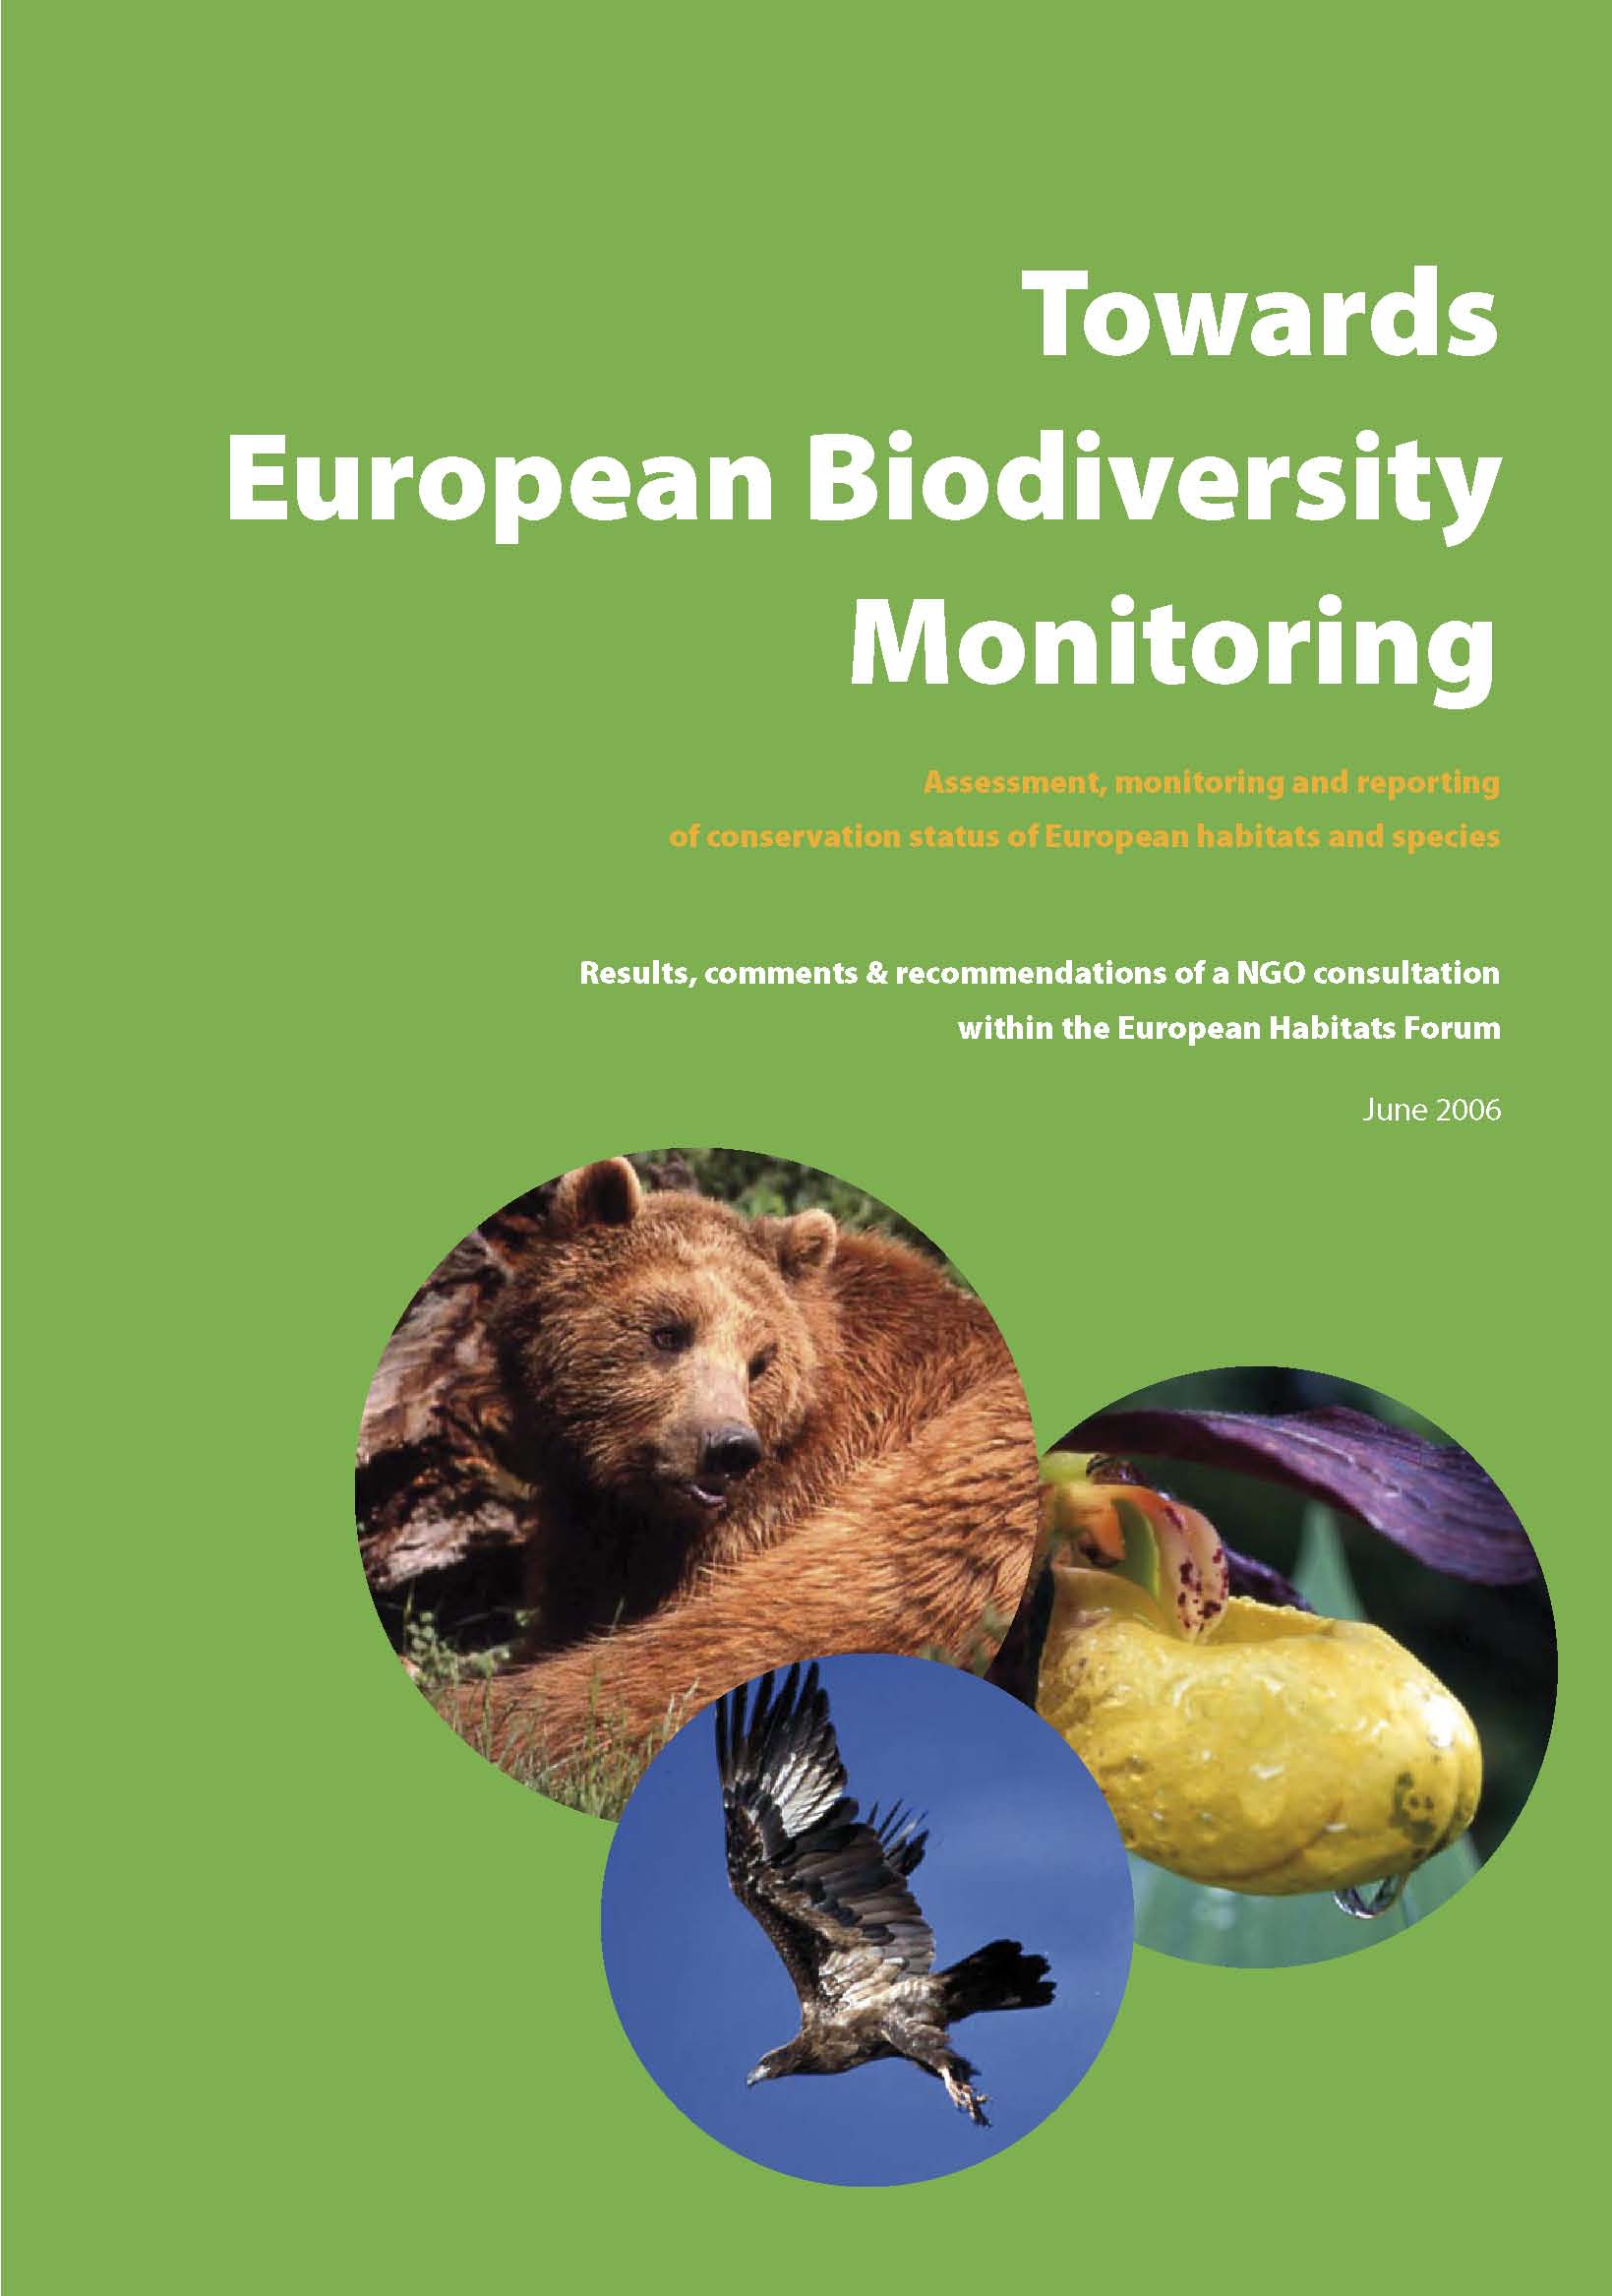 Towards
European Biodiversity
Monitoring
Assessment, monitoring and reporting
of conservation status of European habitats and species
Results, comments & recommendations of a NGO consultation
within the European Habitats Forum
June 2006